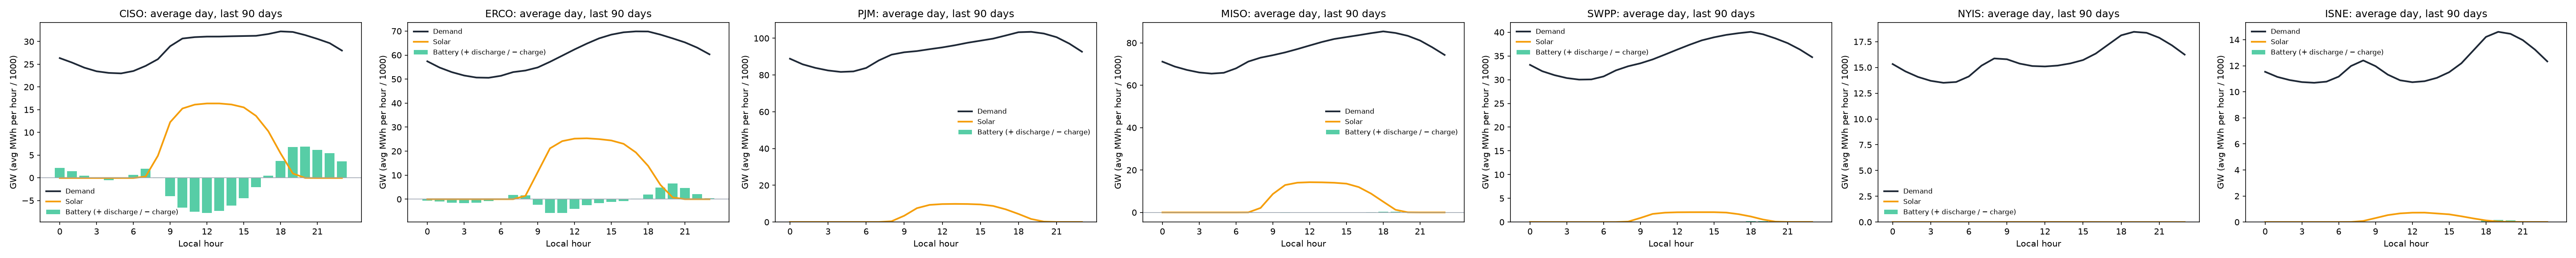 CISO: average day, last 90 days
GW (avg MWh per hour / 1000)
30
25
20
15
10
5
0
−5
Demand
Solar
Battery (+ discharge / − charge)
0 3 6 9 12 15 18 21
Local hour
ERCO: average day, last 90 days
GW (avg MWh per hour / 1000)
70
60
50
40
30
20
10
0
Demand
Solar
Battery (+ discharge / − charge)
0 3 6 9 12 15 18 21
Local hour
PJM: average day, last 90 days
GW (avg MWh per hour / 1000)
100
80
60
40
20
0
Demand
Solar
Battery (+ discharge / − charge)
0 3 6 9 12 15 18 21
Local hour
MISO: average day, last 90 days
GW (avg MWh per hour / 1000)
80
60
40
20
0
Demand
Solar
Battery (+ discharge / − charge)
0 3 6 9 12 15 18 21
Local hour
SWPP: average day, last 90 days
GW (avg MWh per hour / 1000)
40
35
30
25
20
15
10
5
0
Demand
Solar
Battery (+ discharge / − charge)
0 3 6 9 12 15 18 21
Local hour
NYIS: average day, last 90 days
GW (avg MWh per hour / 1000)
17.5
15.0
12.5
10.0
7.5
5.0
2.5
0.0
Demand
Solar
Battery (+ discharge / − charge)
0 3 6 9 12 15 18 21
Local hour
ISNE: average day, last 90 days
GW (avg MWh per hour / 1000)
14
12
10
8
6
4
2
0
Demand
Solar
Battery (+ discharge / − charge)
0 3 6 9 12 15 18 21
Local hour